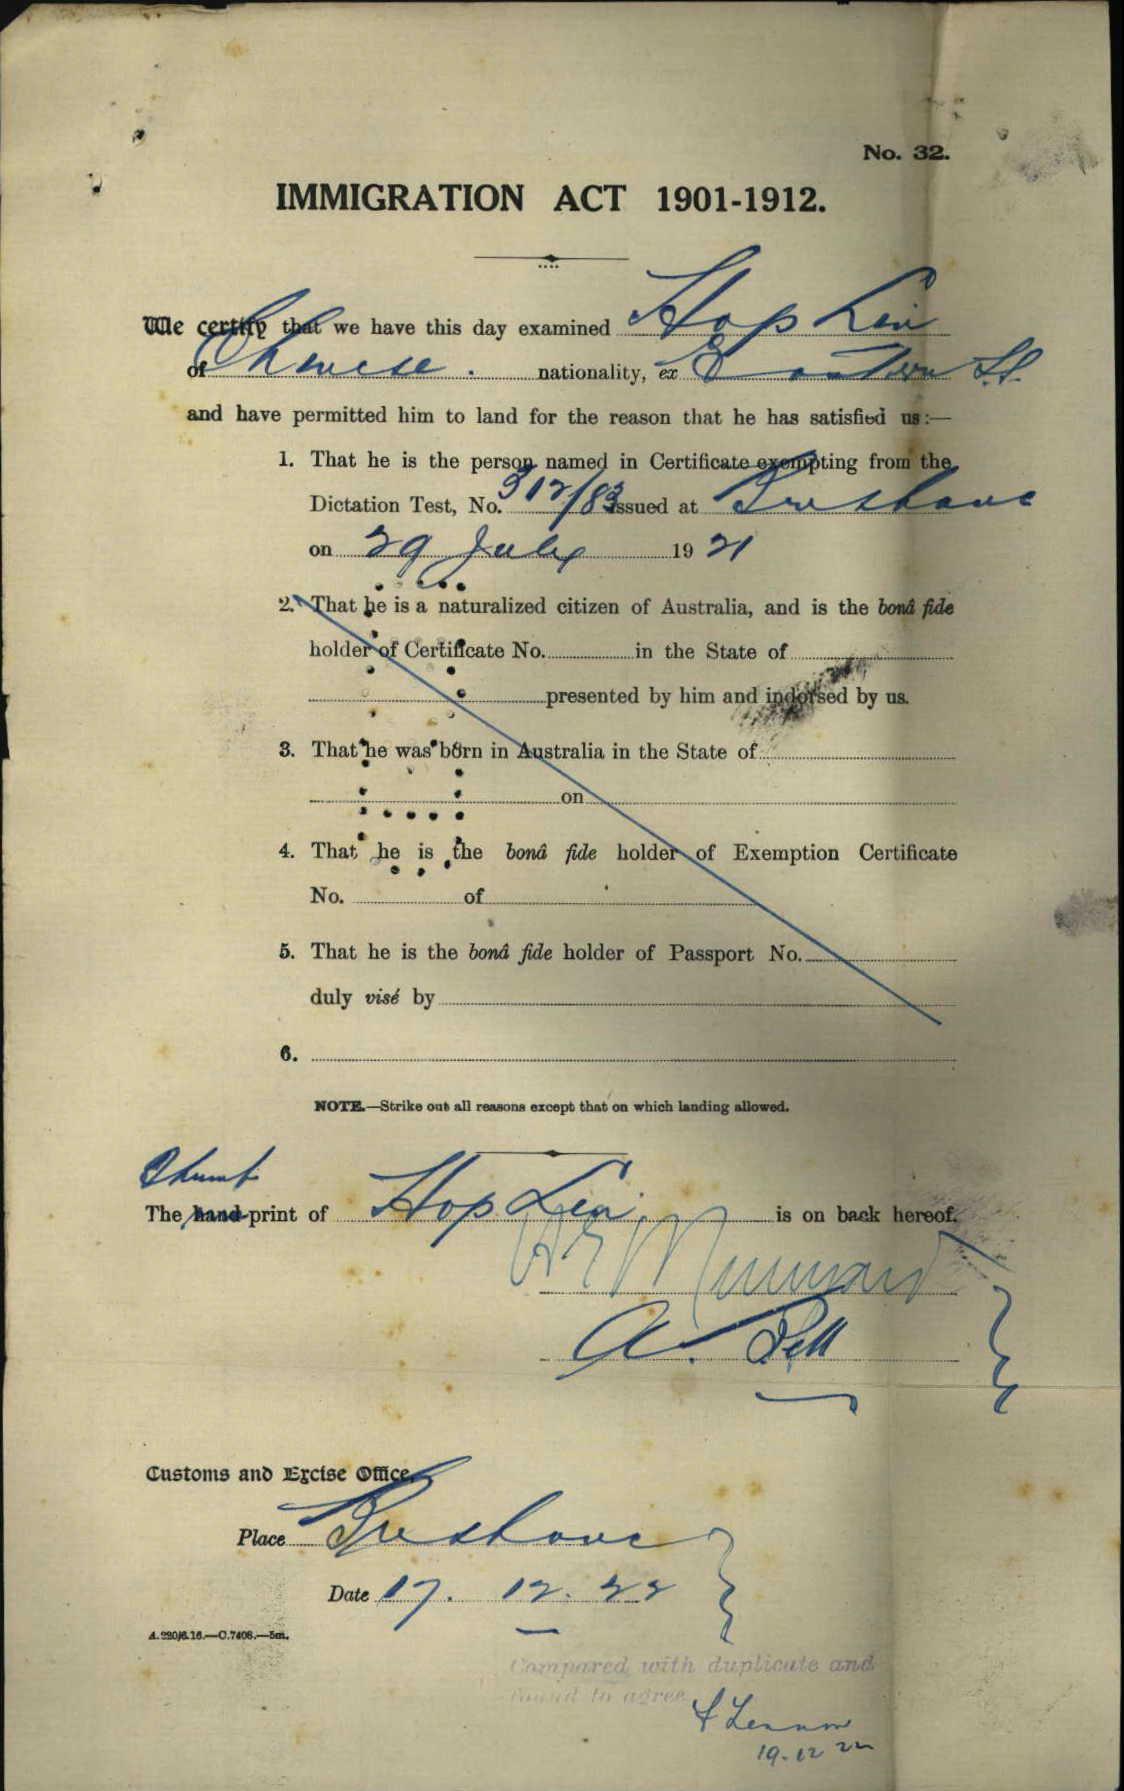 No. 32.
IMMIGRATION ACT 1901-1912.
We certify that we have this day examined Hop Lin
of Chinese. nationality, ex Eastern
and have permitted him to land for the reason that he has satisfied us:—
1. That he is the person named in Certificate exempting from the
Dictation Test, No. 312/83 issued at Brisbane
on 29 July 1921
2. That he is a naturalized citizen of Australia, and is the bonâ fide
holder of Certificate No. in the State of
presented by him and indorsed by us.
3. That he was born in Australia in the State of
on
4. That he is the bonâ fide holder of Exemption Certificate
No. of
5. That he is the bonâ fide holder of Passport No.
duly visé by
6.
NOTE.—Strike out all reasons except that on which landing allowed.
Thumb
The hand-print of Hop Lin is on back hereof.
A. Bell
Customs and Excise Office,
Place Brisbane
Date 17. 12. 22
A.220/6.16.—C.7408.—5m.
Compared with duplicate and
found to agree
19.12.22